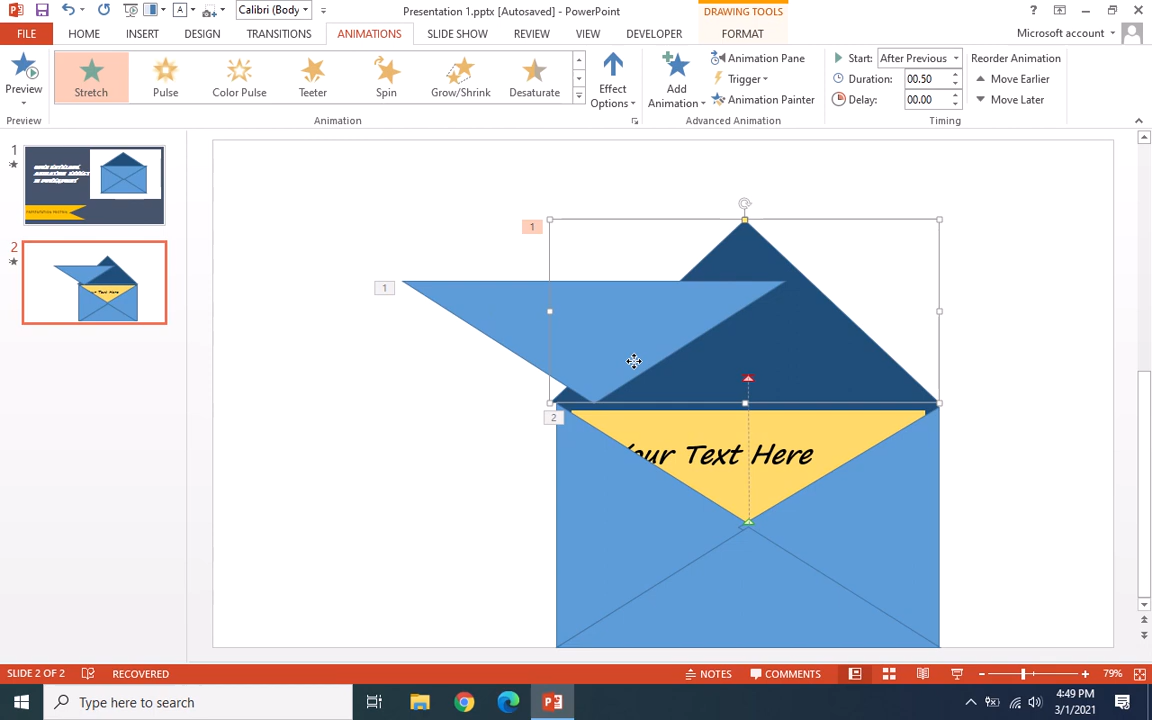 Calibri (Body
Presentation 1.pptx [Autosaved] - PowerPoint
DRAWING TOOLS
FILE HOME INSERT DESIGN TRANSITIONS ANIMATIONS SLIDE SHOW REVIEW VIEW DEVELOPER FORMAT
Microsoft account
Preview
Stretch Pulse Color Pulse Teeter Spin Grow/Shrink Desaturate
Effect
Options
Add
Animation
Animation Pane
Trigger
Animation Painter
Start: After Previous
Duration: 00.50
Delay: 00.00
Reorder Animation
Move Earlier
Move Later
Preview Animation Advanced Animation Timing
1
2
1
1
2
our Text Here
SLIDE 2 OF 2 RECOVERED NOTES COMMENTS 79%
Type here to search
4:49 PM
3/1/2021